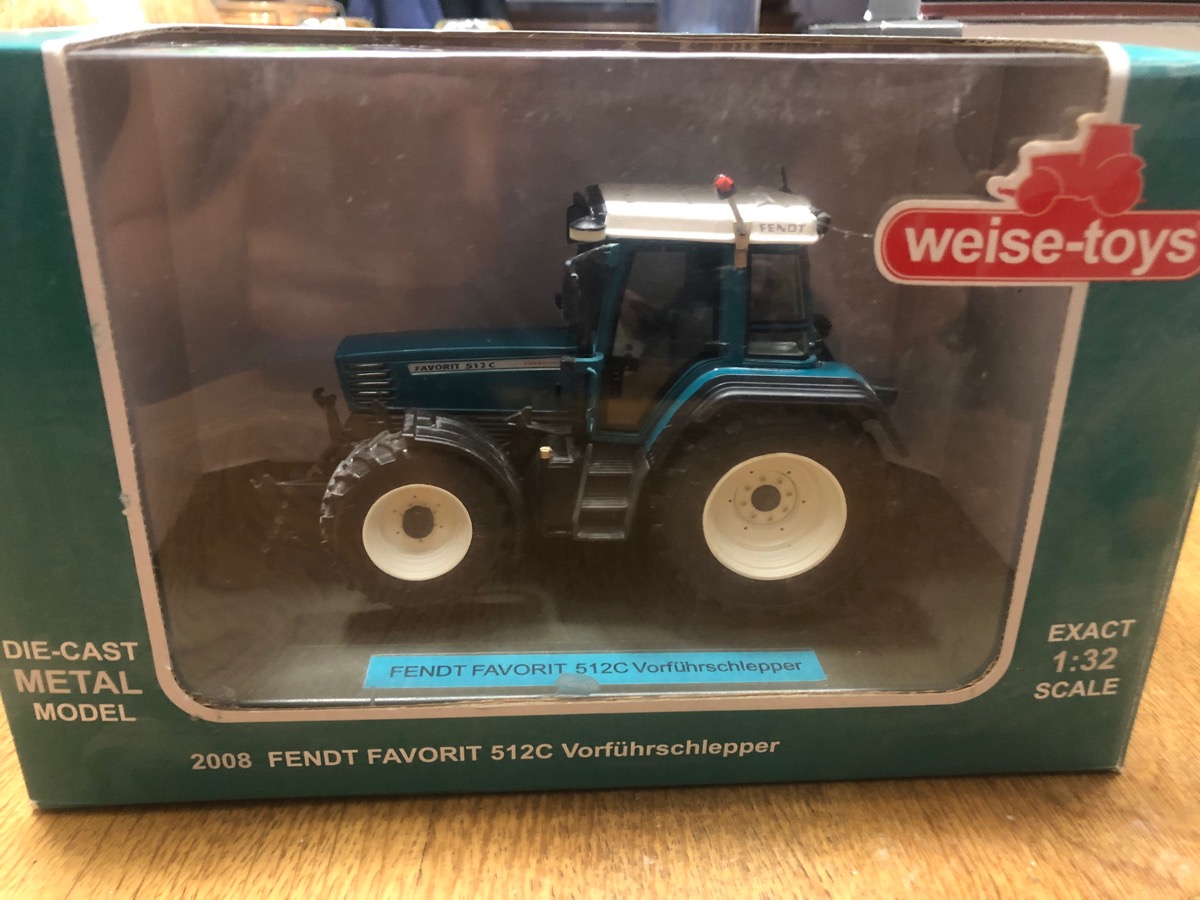 weise-toys
FENDT
FAVORIT 512 C
FENDT FAVORIT 512C Vorführschlepper
DIE-CAST
METAL
MODEL
EXACT
1:32
SCALE
2008 FENDT FAVORIT 512C Vorführschlepper